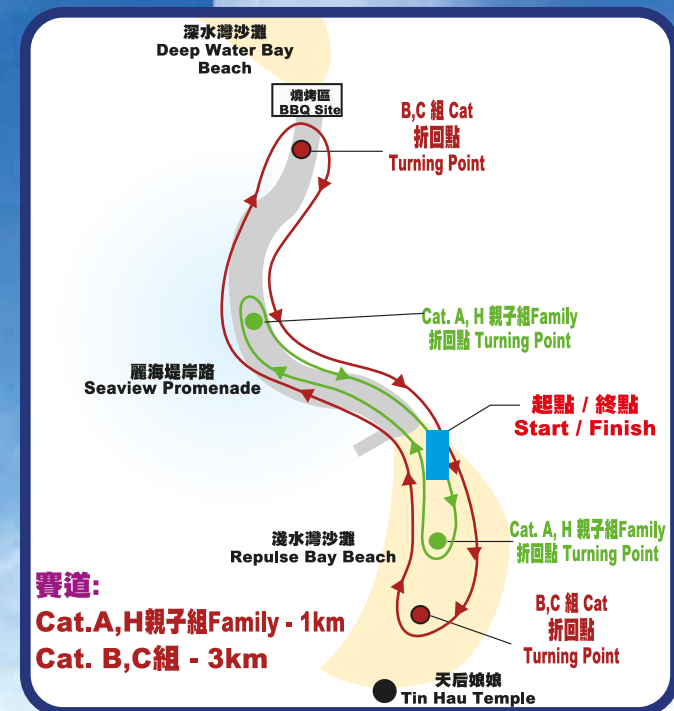 深水灣沙灘
Deep Water Bay
Beach
燒烤區
BBQ Site
B,C 組 Cat
折回點
Turning Point
Cat. A, H 親子組Family
折回點 Turning Point
麗海堤岸路
Seaview Promenade
起點 / 終點
Start / Finish
淺水灣沙灘
Repulse Bay Beach
Cat. A, H 親子組Family
折回點 Turning Point
B,C 組 Cat
折回點
Turning Point
賽道:
Cat.A,H親子組Family - 1km
Cat. B,C組 - 3km
天后娘娘
Tin Hau Temple